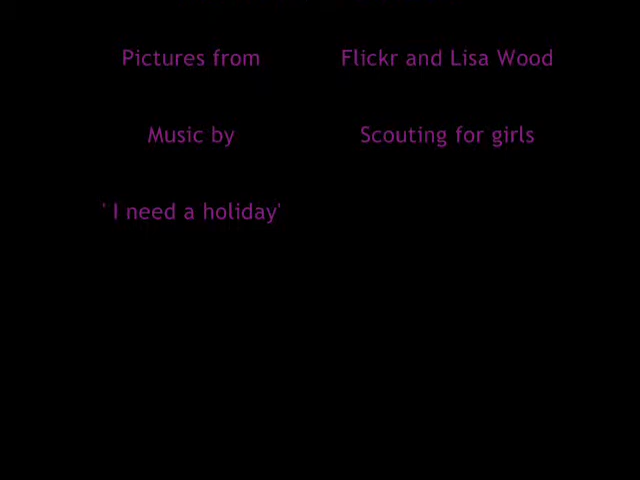 Pictures from Flickr and Lisa Wood
Music by Scouting for girls
' I need a holiday'